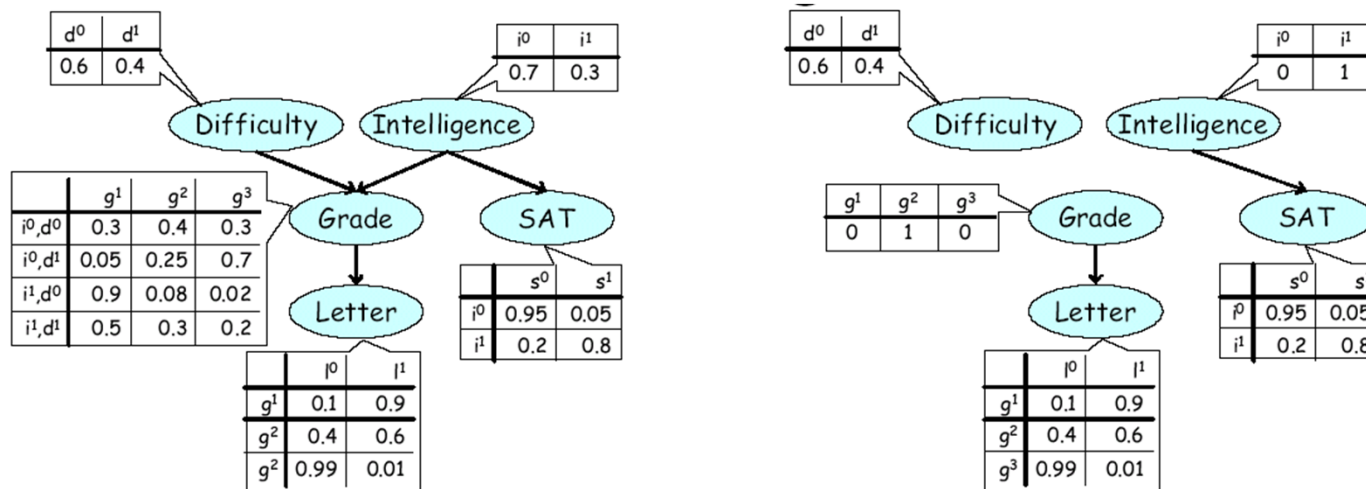 d⁰ d¹
0.6 0.4
i⁰ i¹
0.7 0.3
Difficulty
Intelligence
g¹ g² g³
i⁰,d⁰ 0.3 0.4 0.3
i⁰,d¹ 0.05 0.25 0.7
i¹,d⁰ 0.9 0.08 0.02
i¹,d¹ 0.5 0.3 0.2
Grade
SAT
s⁰ s¹
i⁰ 0.95 0.05
i¹ 0.2 0.8
Letter
l⁰ l¹
g¹ 0.1 0.9
g² 0.4 0.6
g² 0.99 0.01
d⁰ d¹
0.6 0.4
i⁰ i¹
0 1
Difficulty
Intelligence
g¹ g² g³
0 1 0
Grade
SAT
s⁰ s
i⁰ 0.95 0.05
i¹ 0.2 0.8
Letter
l⁰ l¹
g¹ 0.1 0.9
g² 0.4 0.6
g³ 0.99 0.01